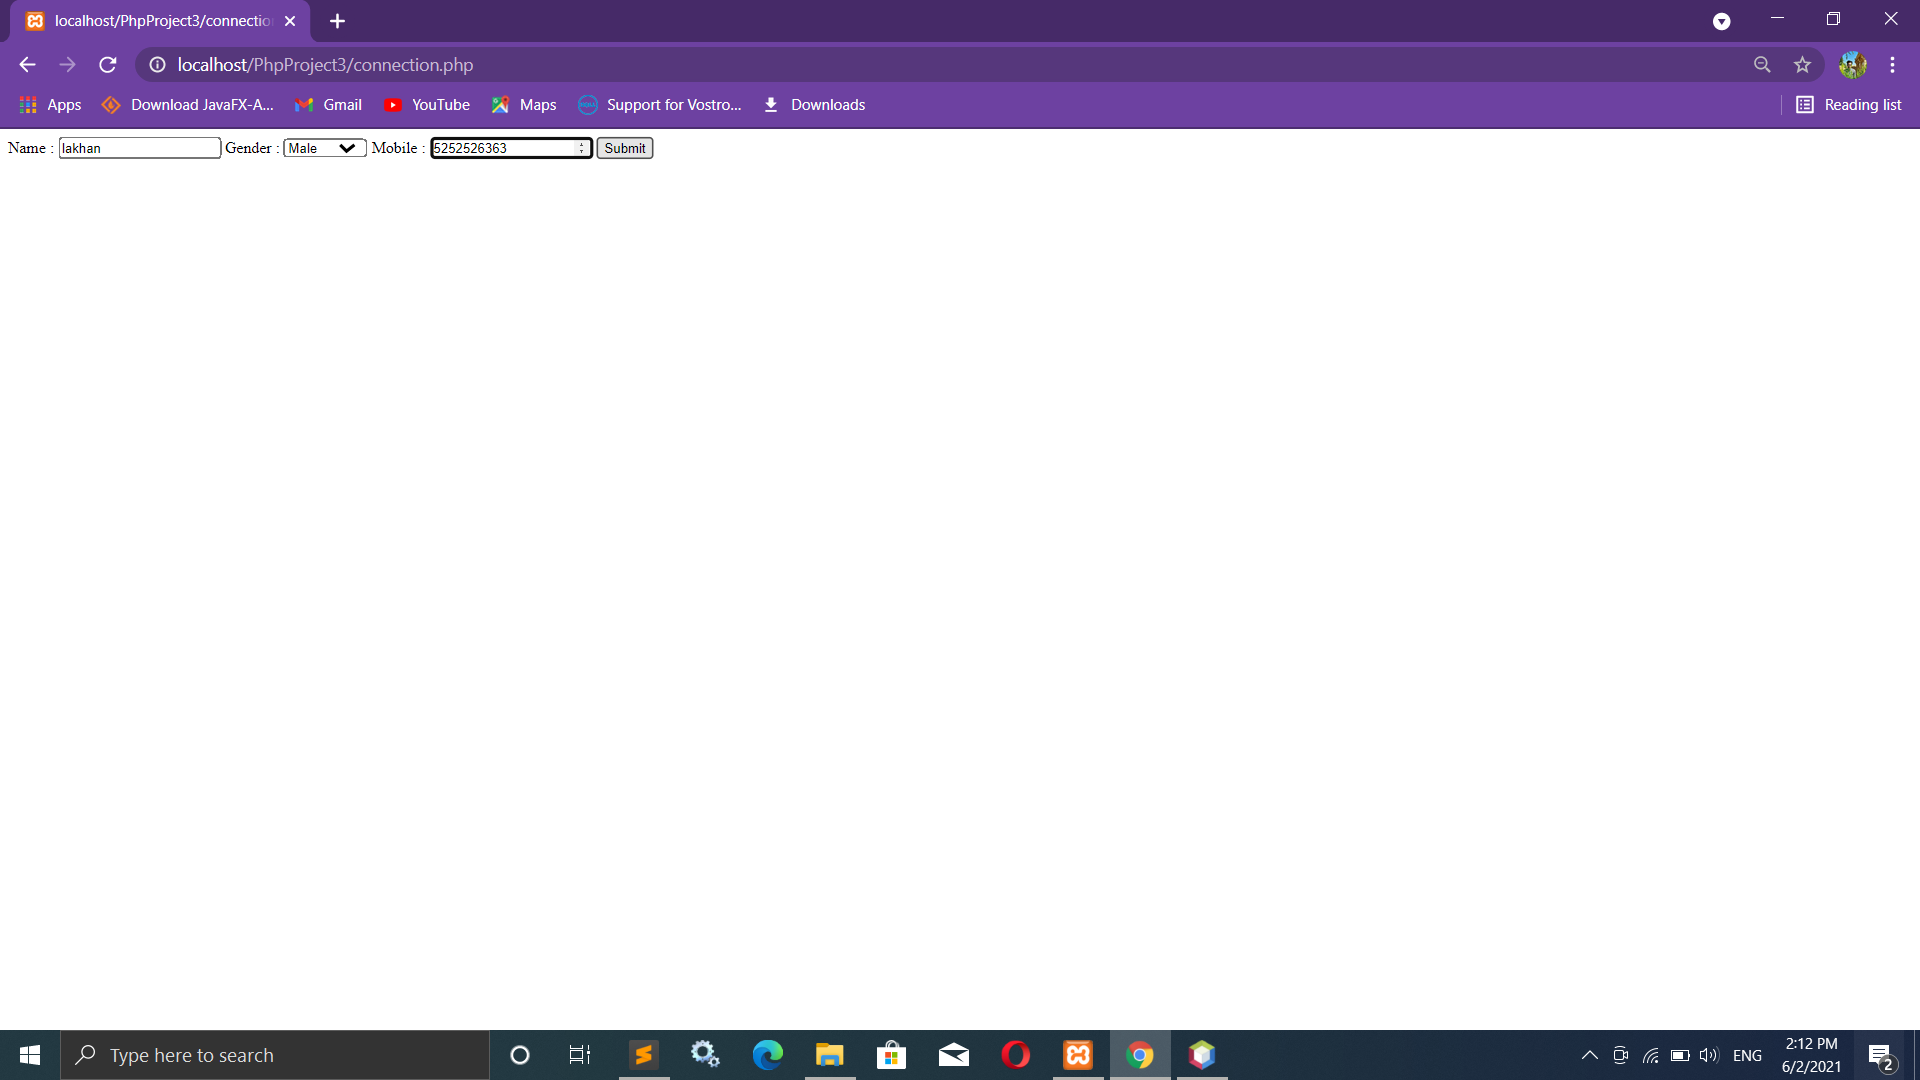 localhost/PhpProject3/connectio
localhost/PhpProject3/connection.php
Apps Download JavaFX-A... Gmail YouTube Maps Support for Vostro... Downloads Reading list
Name : lakhan Gender : Male Mobile : 5252526363 Submit
Type here to search
ENG
2:12 PM
6/2/2021
2